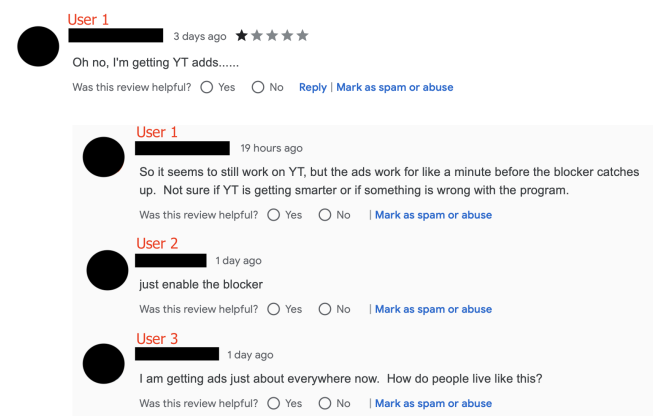 User 1
3 days ago
Oh no, I'm getting YT adds......
Was this review helpful? Yes No Reply | Mark as spam or abuse
User 1
19 hours ago
So it seems to still work on YT, but the ads work for like a minute before the blocker catches
up. Not sure if YT is getting smarter or if something is wrong with the program.
Was this review helpful? Yes No | Mark as spam or abuse
User 2
1 day ago
just enable the blocker
Was this review helpful? Yes No | Mark as spam or abuse
User 3
1 day ago
I am getting ads just about everywhere now. How do people live like this?
Was this review helpful? Yes No | Mark as spam or abuse